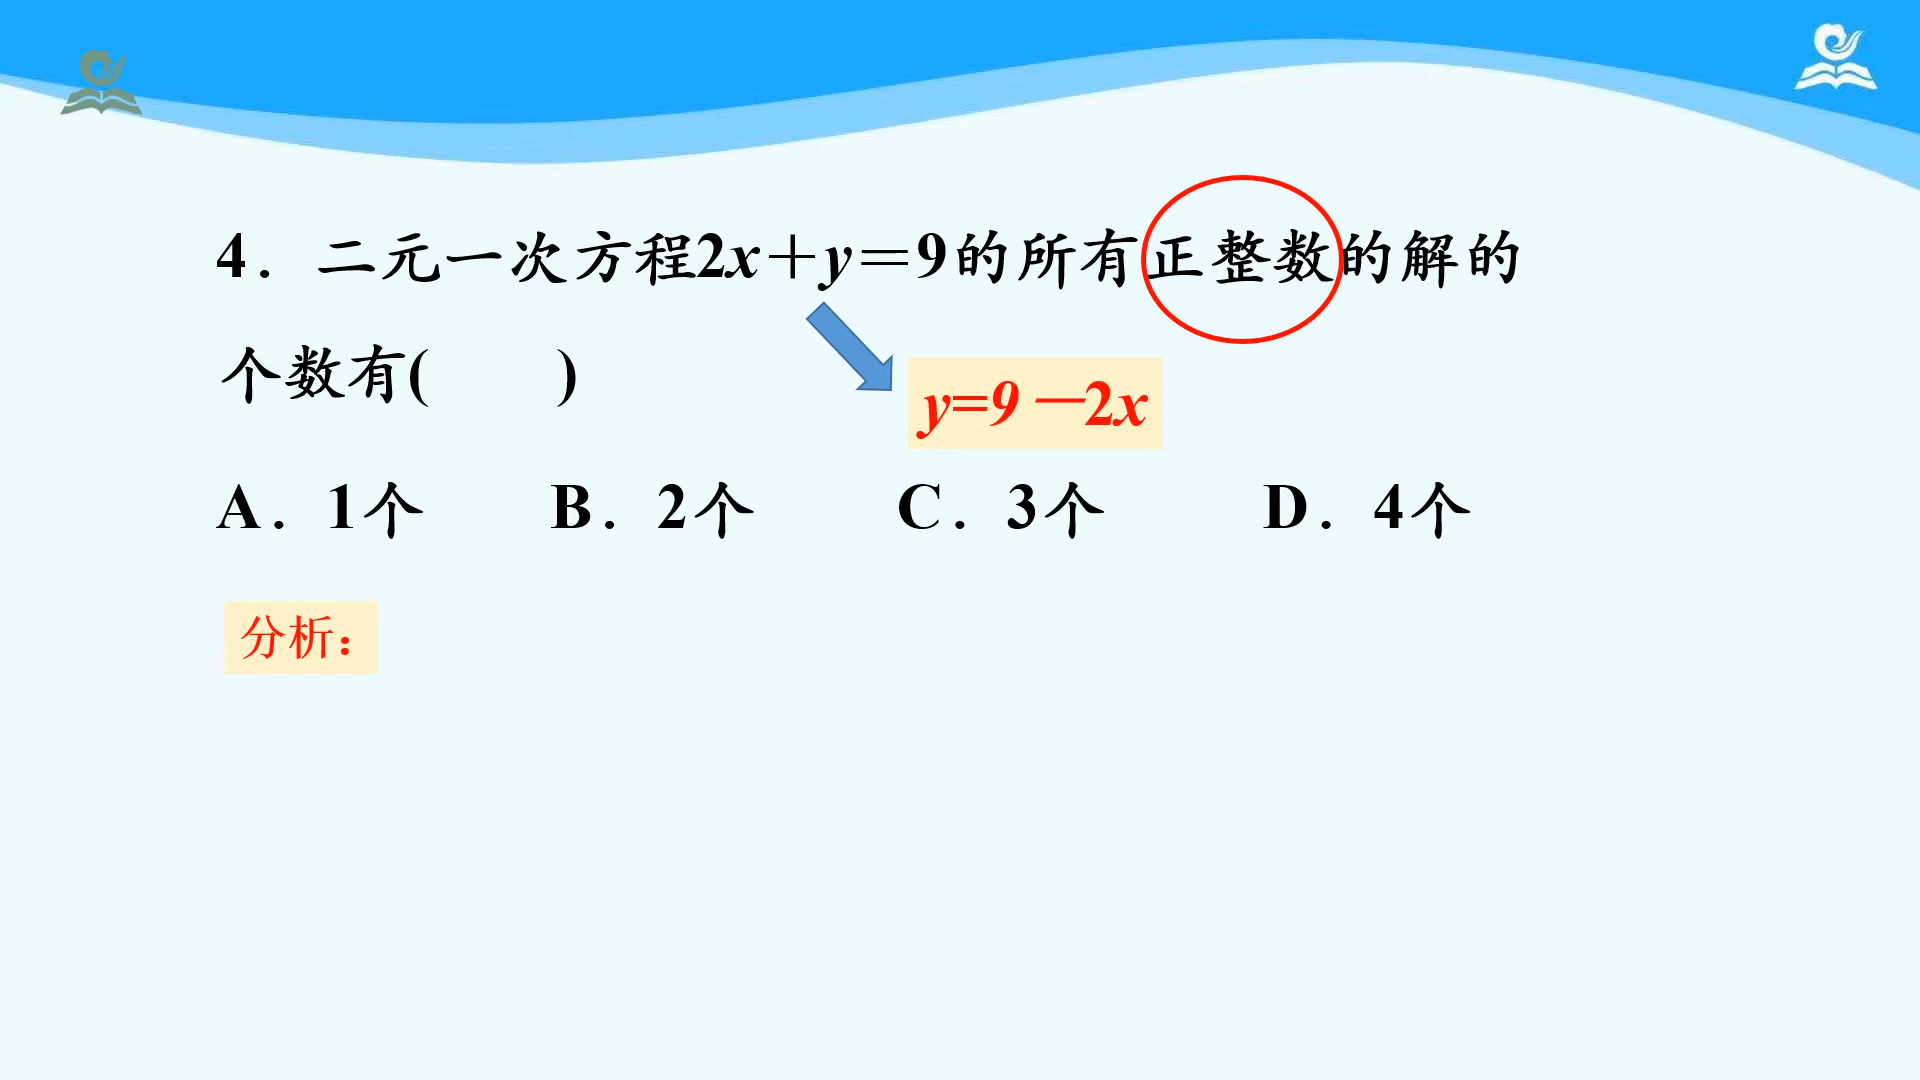 4．二元一次方程2x＋y＝9的所有正整数的解的
个数有(　　)
y=9－2x
A．1个　　B．2个　　C．3个　　D．4个
分析：